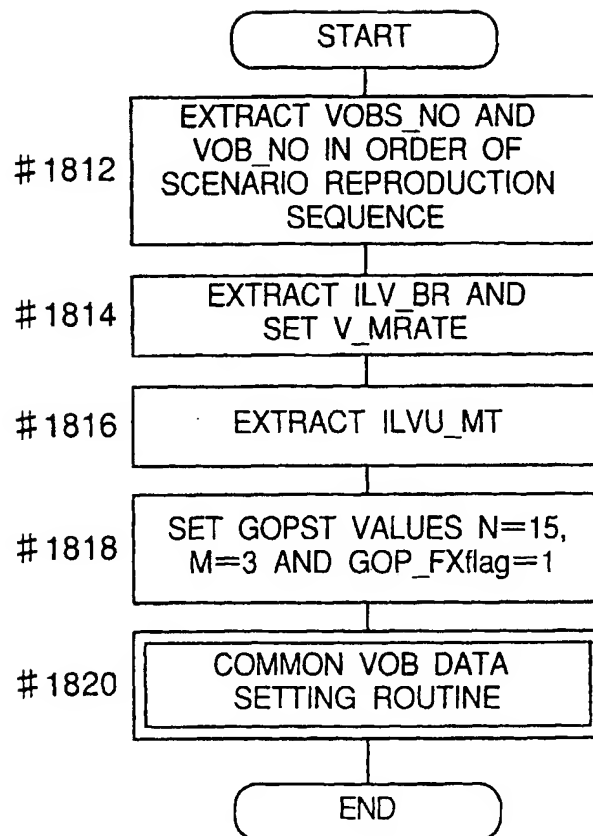 START
EXTRACT VOBS_NO AND
VOB_NO IN ORDER OF
SCENARIO REPRODUCTION
SEQUENCE
#1812
EXTRACT ILV_BR AND
SET V_MRATE
#1814
EXTRACT ILVU_MT
#1816
SET GOPST VALUES N=15,
M=3 AND GOP_FXflag=1
#1818
COMMON VOB DATA
SETTING ROUTINE
#1820
END